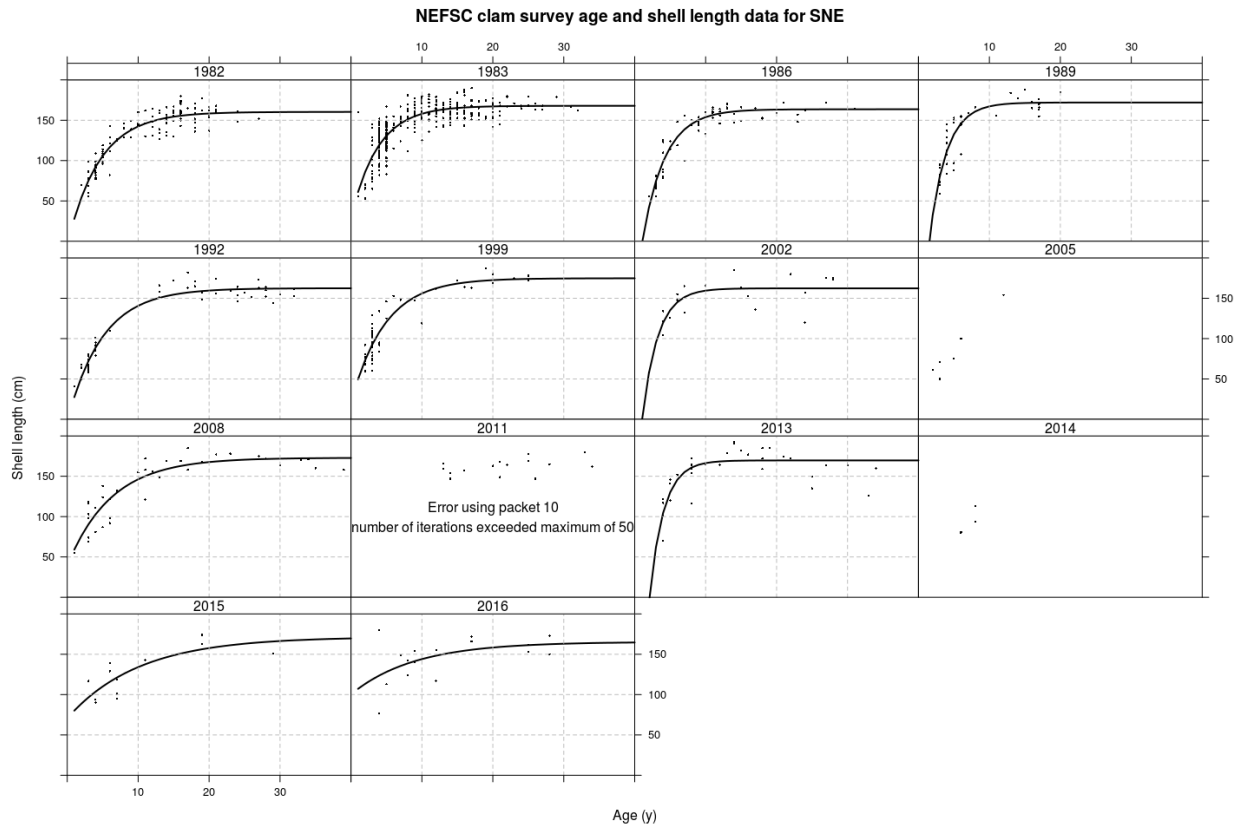 NEFSC clam survey age and shell length data for SNE
10 20 30 10 20 30
1982 1983 1986 1989
150
100
50
1992 1999 2002 2005
150
100
50
2008 2011 2013 2014
150
100
50
Error using packet 10
number of iterations exceeded maximum of 50
2015 2016
150
100
50
10 20 30
Shell length (cm)
Age (y)